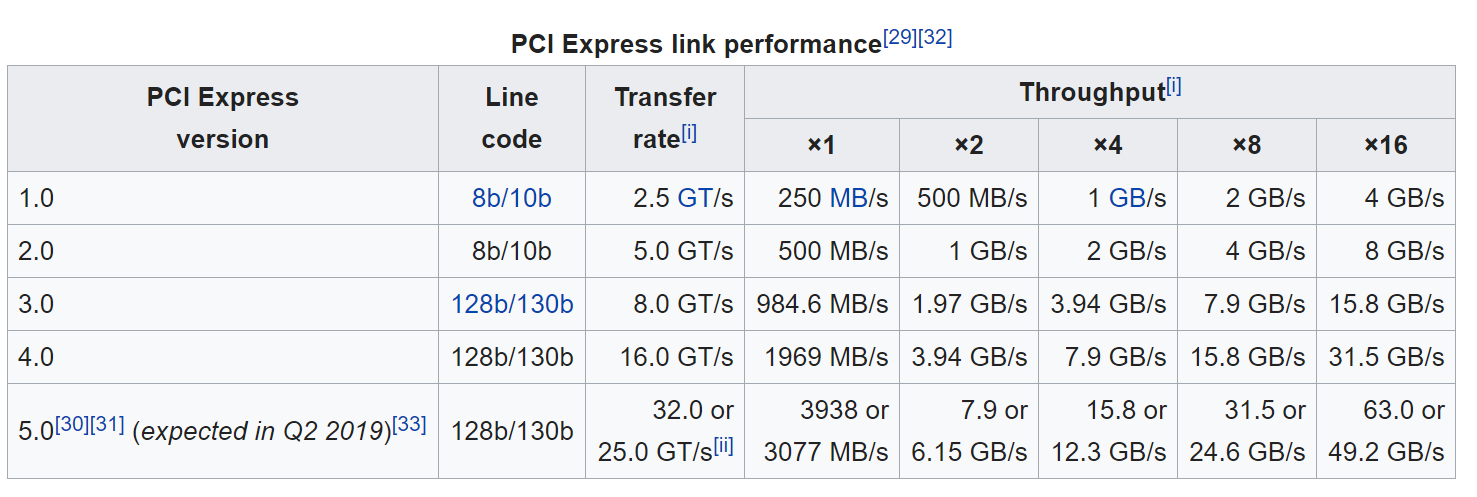 PCI Express link performance[29][32]
PCI Express version Line code Transfer rate[i] Throughput[i]
×1 ×2 ×4 ×8 ×16
1.0 8b/10b 2.5 GT/s 250 MB/s 500 MB/s 1 GB/s 2 GB/s 4 GB/s
2.0 8b/10b 5.0 GT/s 500 MB/s 1 GB/s 2 GB/s 4 GB/s 8 GB/s
3.0 128b/130b 8.0 GT/s 984.6 MB/s 1.97 GB/s 3.94 GB/s 7.9 GB/s 15.8 GB/s
4.0 128b/130b 16.0 GT/s 1969 MB/s 3.94 GB/s 7.9 GB/s 15.8 GB/s 31.5 GB/s
5.0[30][31] (expected in Q2 2019)[33] 128b/130b 32.0 or 25.0 GT/s[ii] 3938 or 3077 MB/s 7.9 or 6.15 GB/s 15.8 or 12.3 GB/s 31.5 or 24.6 GB/s 63.0 or 49.2 GB/s